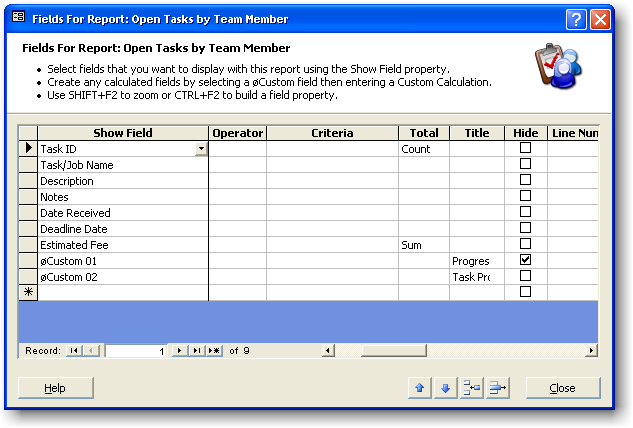 Fields For Report: Open Tasks by Team Member
Fields For Report: Open Tasks by Team Member
• Select fields that you want to display with this report using the Show Field property.
• Create any calculated fields by selecting a øCustom field then entering a Custom Calculation.
• Use SHIFT+F2 to zoom or CTRL+F2 to build a field property.
Show Field Operator Criteria Total Title Hide Line Num
Task ID Count
Task/Job Name
Description
Notes
Date Received
Deadline Date
Estimated Fee Sum
øCustom 01 Progres
øCustom 02 Task Pro
Record: 1 of 9
Help Close